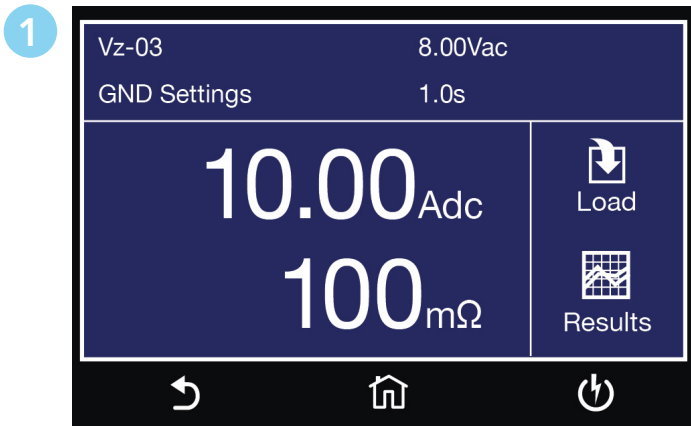 1
Vz-03 8.00Vac
GND Settings 1.0s
10.00Adc
100mΩ
Load
Results